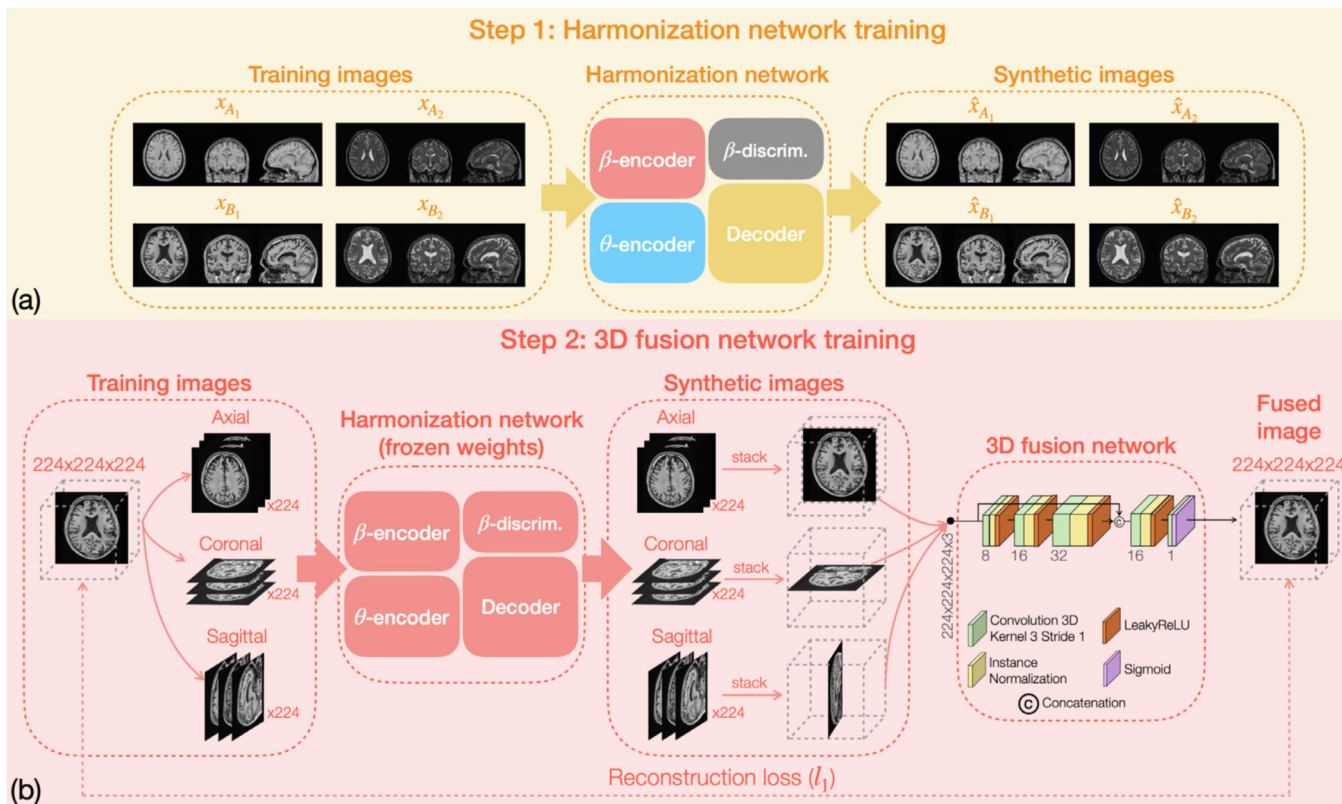 Step 1: Harmonization network training
Training images
Harmonization network
Synthetic images
x_{A_1}
x_{A_2}
x̂_{A_1}
x̂_{A_2}
β-encoder
β-discrim.
x_{B_1}
x_{B_2}
x̂_{B_1}
x̂_{B_2}
θ-encoder
Decoder
(a)
Step 2: 3D fusion network training
Training images
Synthetic images
Harmonization network
(frozen weights)
Axial
224x224x224
x224
Coronal
x224
Sagittal
x224
β-encoder
β-discrim.
θ-encoder
Decoder
Axial
stack
x224
Coronal
stack
x224
Sagittal
stack
x224
224x224x224x3
3D fusion network
8
16
32
C
16
1
Convolution 3D
Kernel 3 Stride 1
LeakyReLU
Instance
Normalization
Sigmoid
C Concatenation
Fused
image
224x224x224
Reconstruction loss (l_1)
(b)